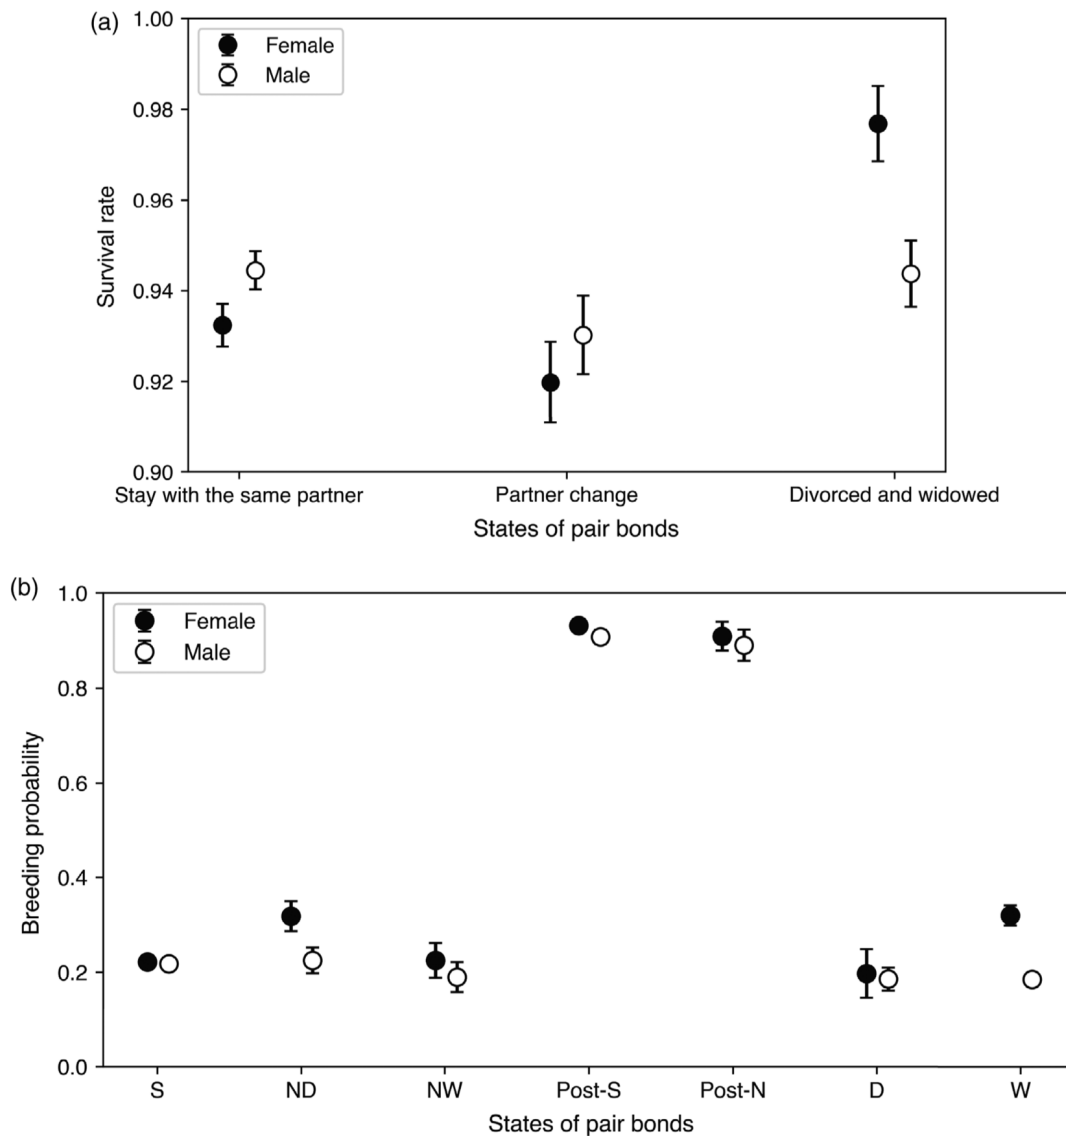 (a)
1.00
0.98
0.96
0.94
0.92
0.90
Survival rate
Female
Male
Stay with the same partner
Partner change
Divorced and widowed
States of pair bonds
(b)
1.0
0.8
0.6
0.4
0.2
0.0
Breeding probability
Female
Male
S
ND
NW
Post-S
Post-N
D
W
States of pair bonds